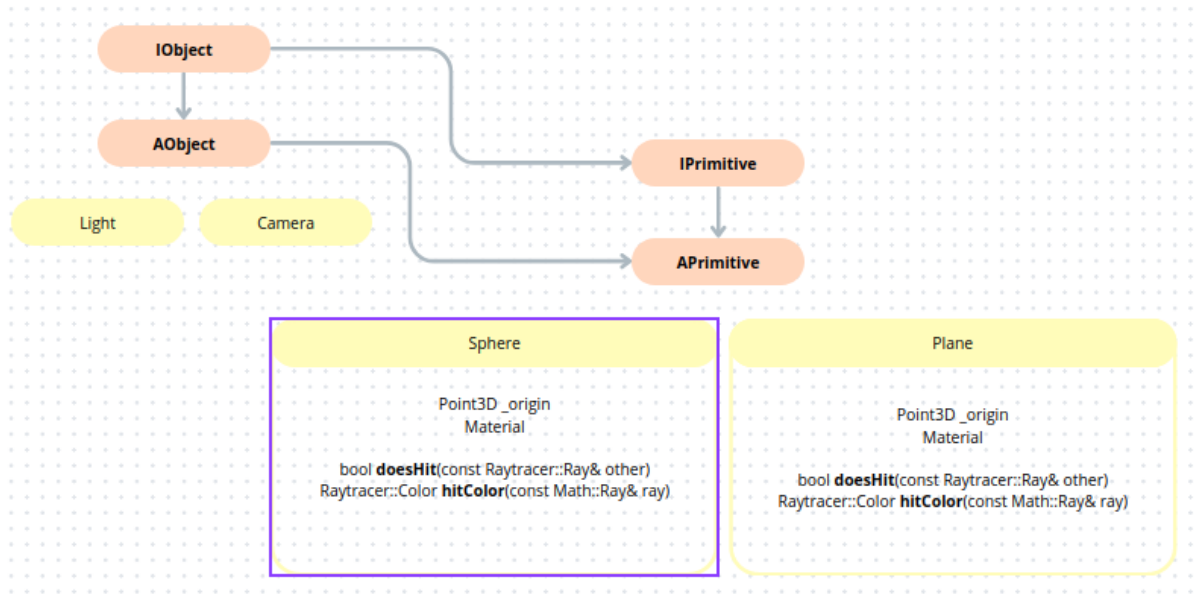 IObject
AObject
IPrimitive
Light
Camera
APrimitive
Sphere
Point3D _origin
Material
bool doesHit(const Raytracer::Ray& other)
Raytracer::Color hitColor(const Math::Ray& ray)
Plane
Point3D _origin
Material
bool doesHit(const Raytracer::Ray& other)
Raytracer::Color hitColor(const Math::Ray& ray)